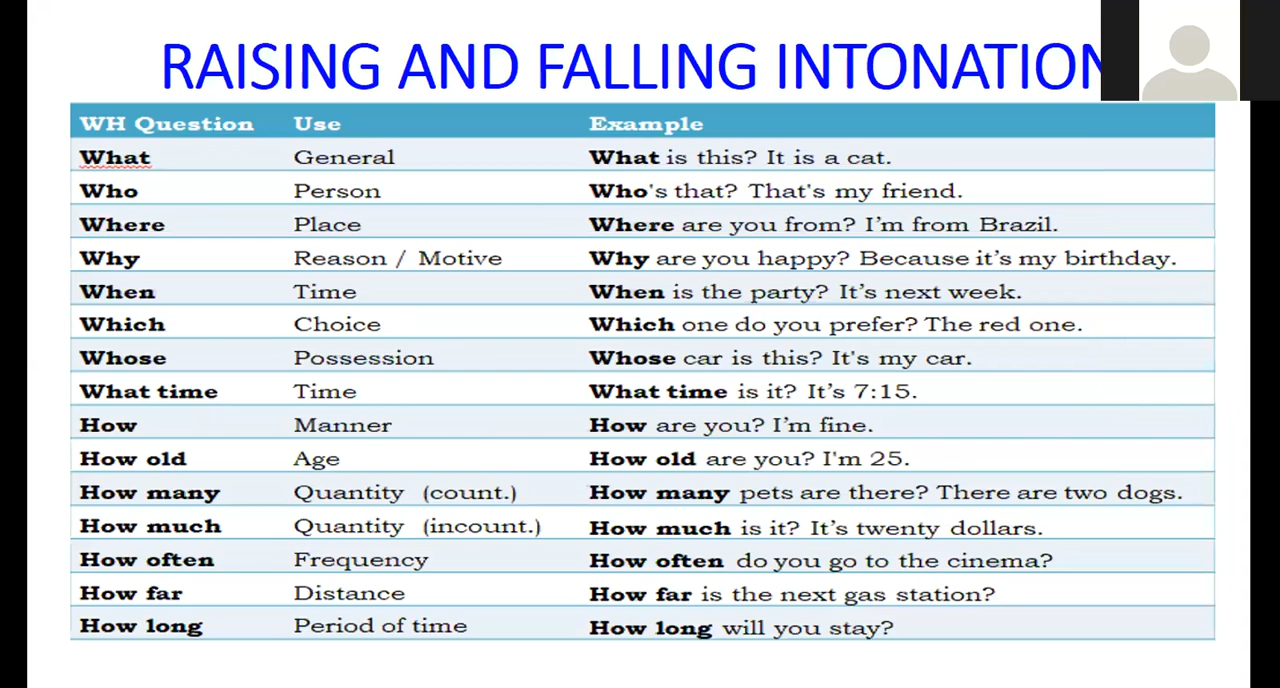 RAISING AND FALLING INTONATION
WH Question Use Example
What General What is this? It is a cat.
Who Person Who's that? That's my friend.
Where Place Where are you from? I’m from Brazil.
Why Reason / Motive Why are you happy? Because it’s my birthday.
When Time When is the party? It’s next week.
Which Choice Which one do you prefer? The red one.
Whose Possession Whose car is this? It's my car.
What time Time What time is it? It’s 7:15.
How Manner How are you? I’m fine.
How old Age How old are you? I'm 25.
How many Quantity (count.) How many pets are there? There are two dogs.
How much Quantity (incount.) How much is it? It’s twenty dollars.
How often Frequency How often do you go to the cinema?
How far Distance How far is the next gas station?
How long Period of time How long will you stay?